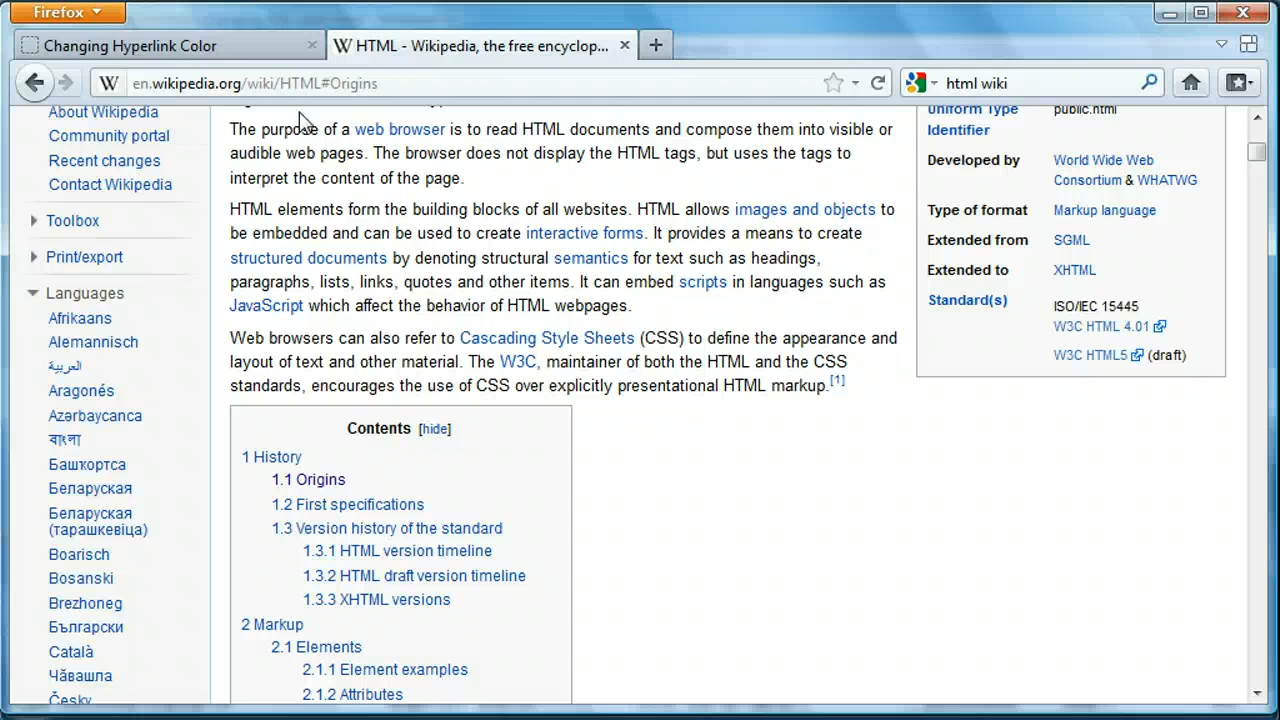 Firefox
Changing Hyperlink Color
HTML - Wikipedia, the free encyclop...
en.wikipedia.org/wiki/HTML#Origins
html wiki
About Wikipedia
Community portal
Recent changes
Contact Wikipedia
Toolbox
Print/export
Languages
Afrikaans
Alemannisch
العربية
Aragonés
Azərbaycanca
বাংলা
Башҡортса
Беларуская
Беларуская
(тарашкевіца)
Boarisch
Bosanski
Brezhoneg
Български
Català
Чӑвашла
Česky
The purpose of a web browser is to read HTML documents and compose them into visible or
audible web pages. The browser does not display the HTML tags, but uses the tags to
interpret the content of the page.
HTML elements form the building blocks of all websites. HTML allows images and objects to
be embedded and can be used to create interactive forms. It provides a means to create
structured documents by denoting structural semantics for text such as headings,
paragraphs, lists, links, quotes and other items. It can embed scripts in languages such as
JavaScript which affect the behavior of HTML webpages.
Web browsers can also refer to Cascading Style Sheets (CSS) to define the appearance and
layout of text and other material. The W3C, maintainer of both the HTML and the CSS
standards, encourages the use of CSS over explicitly presentational HTML markup.[1]
Contents [hide]
1 History
1.1 Origins
1.2 First specifications
1.3 Version history of the standard
1.3.1 HTML version timeline
1.3.2 HTML draft version timeline
1.3.3 XHTML versions
2 Markup
2.1 Elements
2.1.1 Element examples
2.1.2 Attributes
Uniform Type public.html
Identifier
Developed by World Wide Web
Consortium & WHATWG
Type of format Markup language
Extended from SGML
Extended to XHTML
Standard(s) ISO/IEC 15445
W3C HTML 4.01
W3C HTML5 (draft)